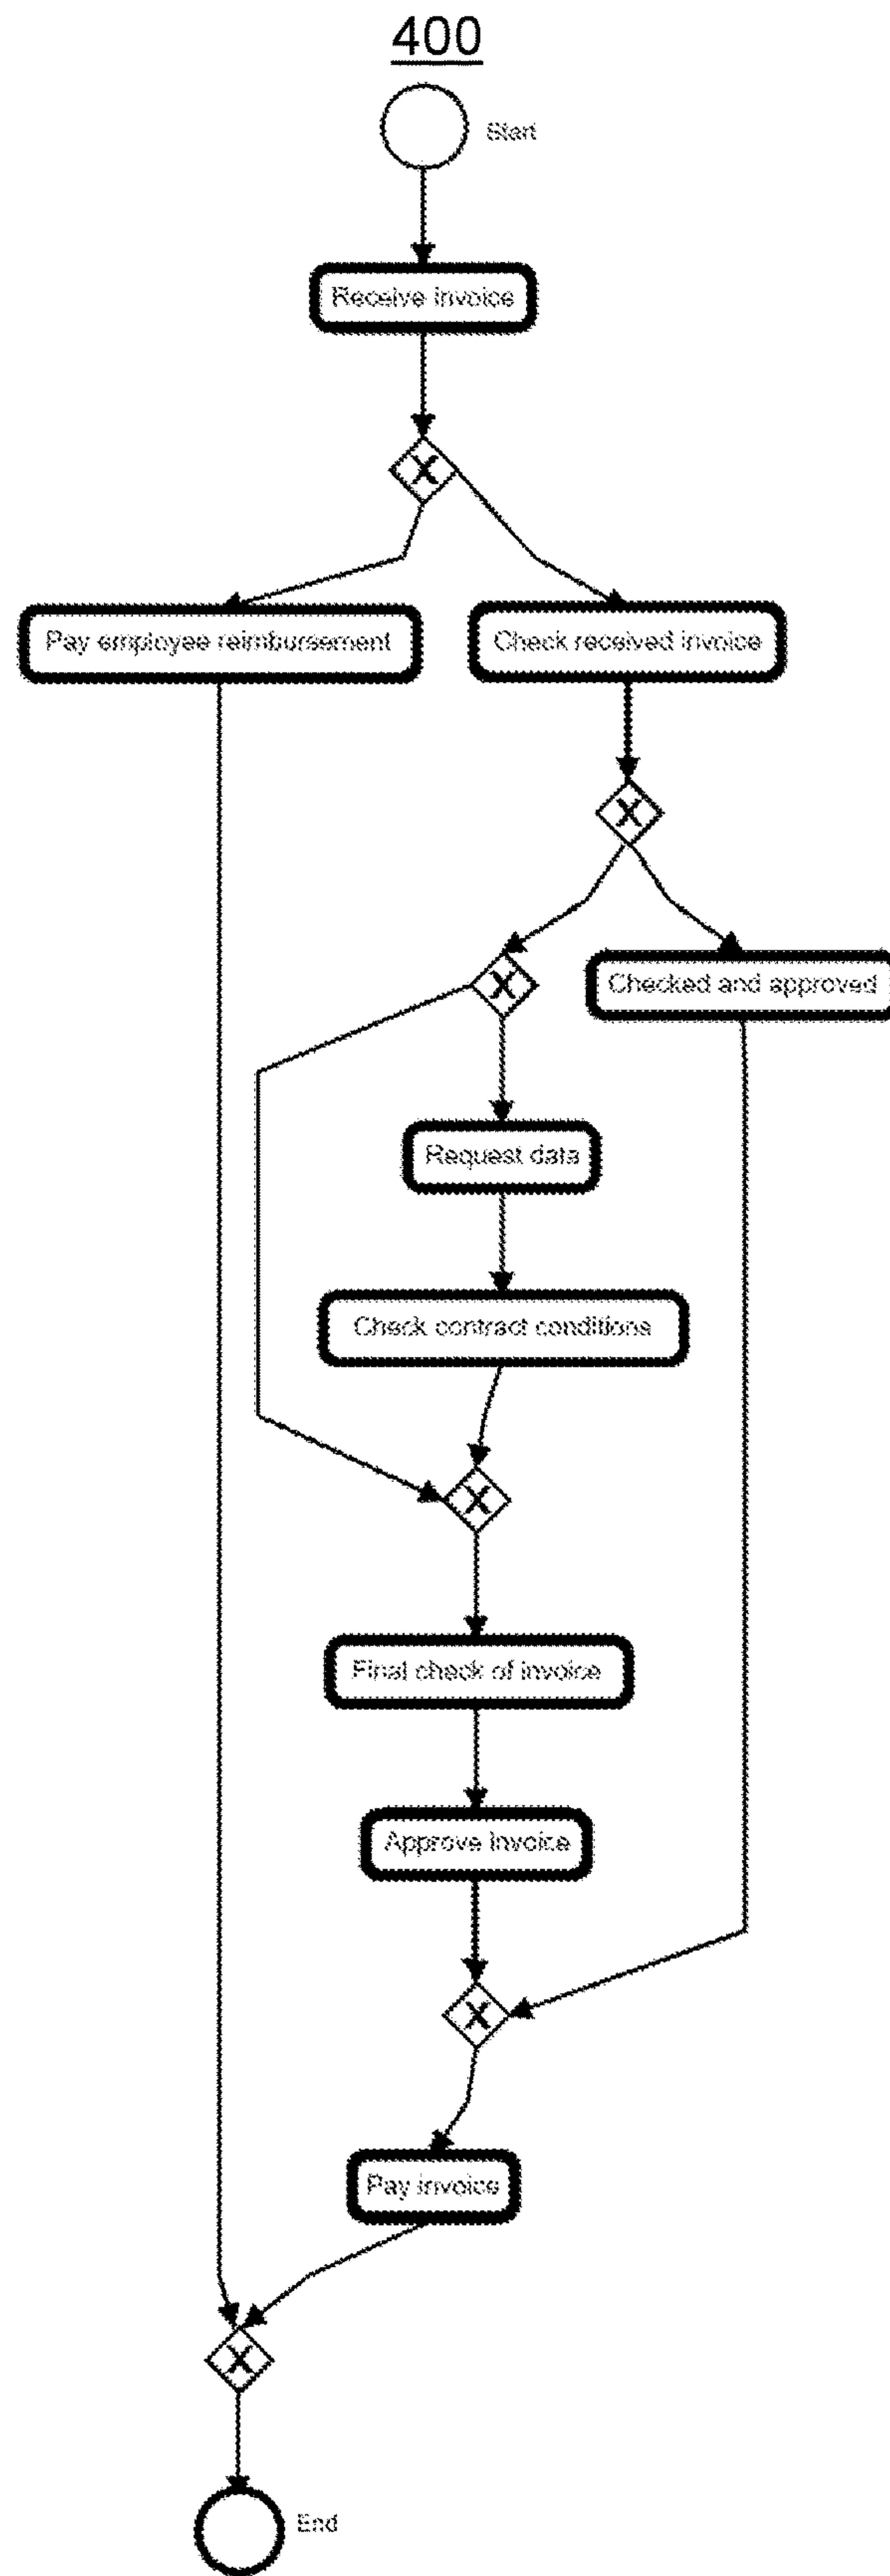 400
Start
Receive invoice
X
Pay employee reimbursement
Check received invoice
X
X
Checked and approved
Request data
Check contract conditions
X
Final check of invoice
Approve invoice
X
Pay invoice
X
End